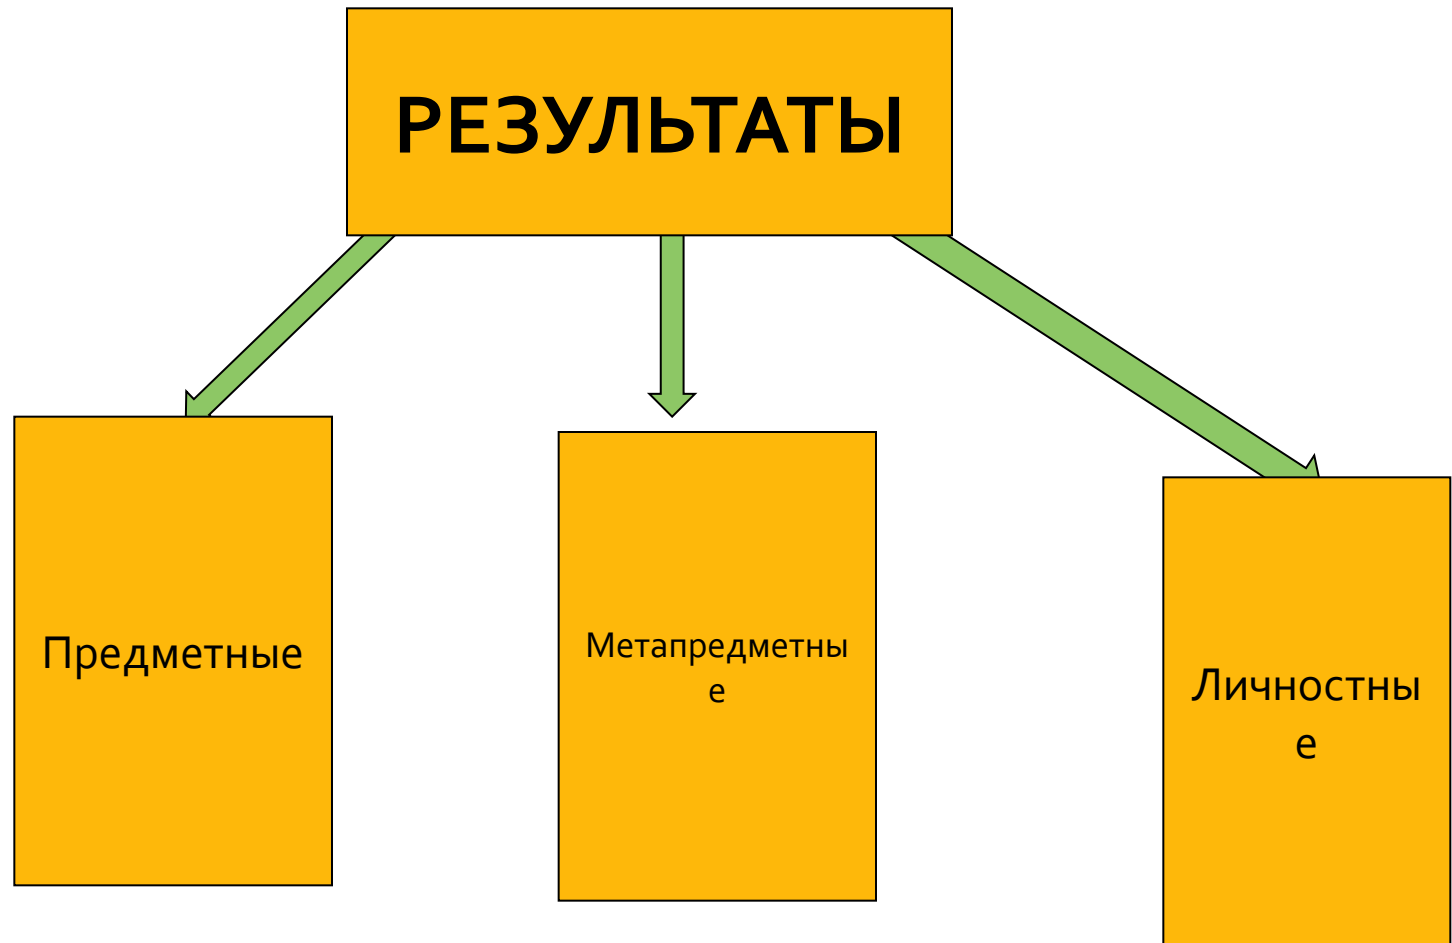 РЕЗУЛЬТАТЫ
Предметные
Метапредметны
е
Личностны
е